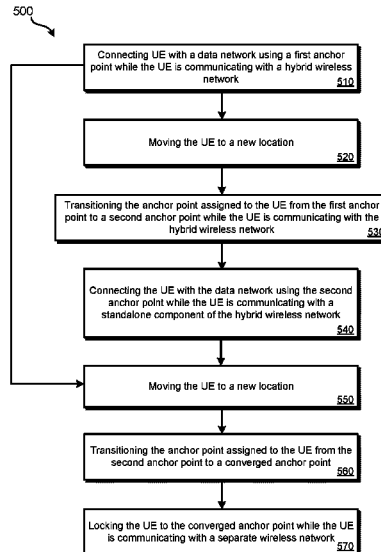 500
Connecting UE with a data network using a first anchor
point while the UE is communicating with a hybrid wireless
network
510
Moving the UE to a new location
520
Transitioning the anchor point assigned to the UE from the first anchor
point to a second anchor point while the UE is communicating with the
hybrid wireless network
530
Connecting the UE with the data network using the second
anchor point while the UE is communicating with a
standalone component of the hybrid wireless network
540
Moving the UE to a new location
550
Transitioning the anchor point assigned to the UE from the
second anchor point to a converged anchor point
560
Locking the UE to the converged anchor point while the UE
is communicating with a separate wireless network
570